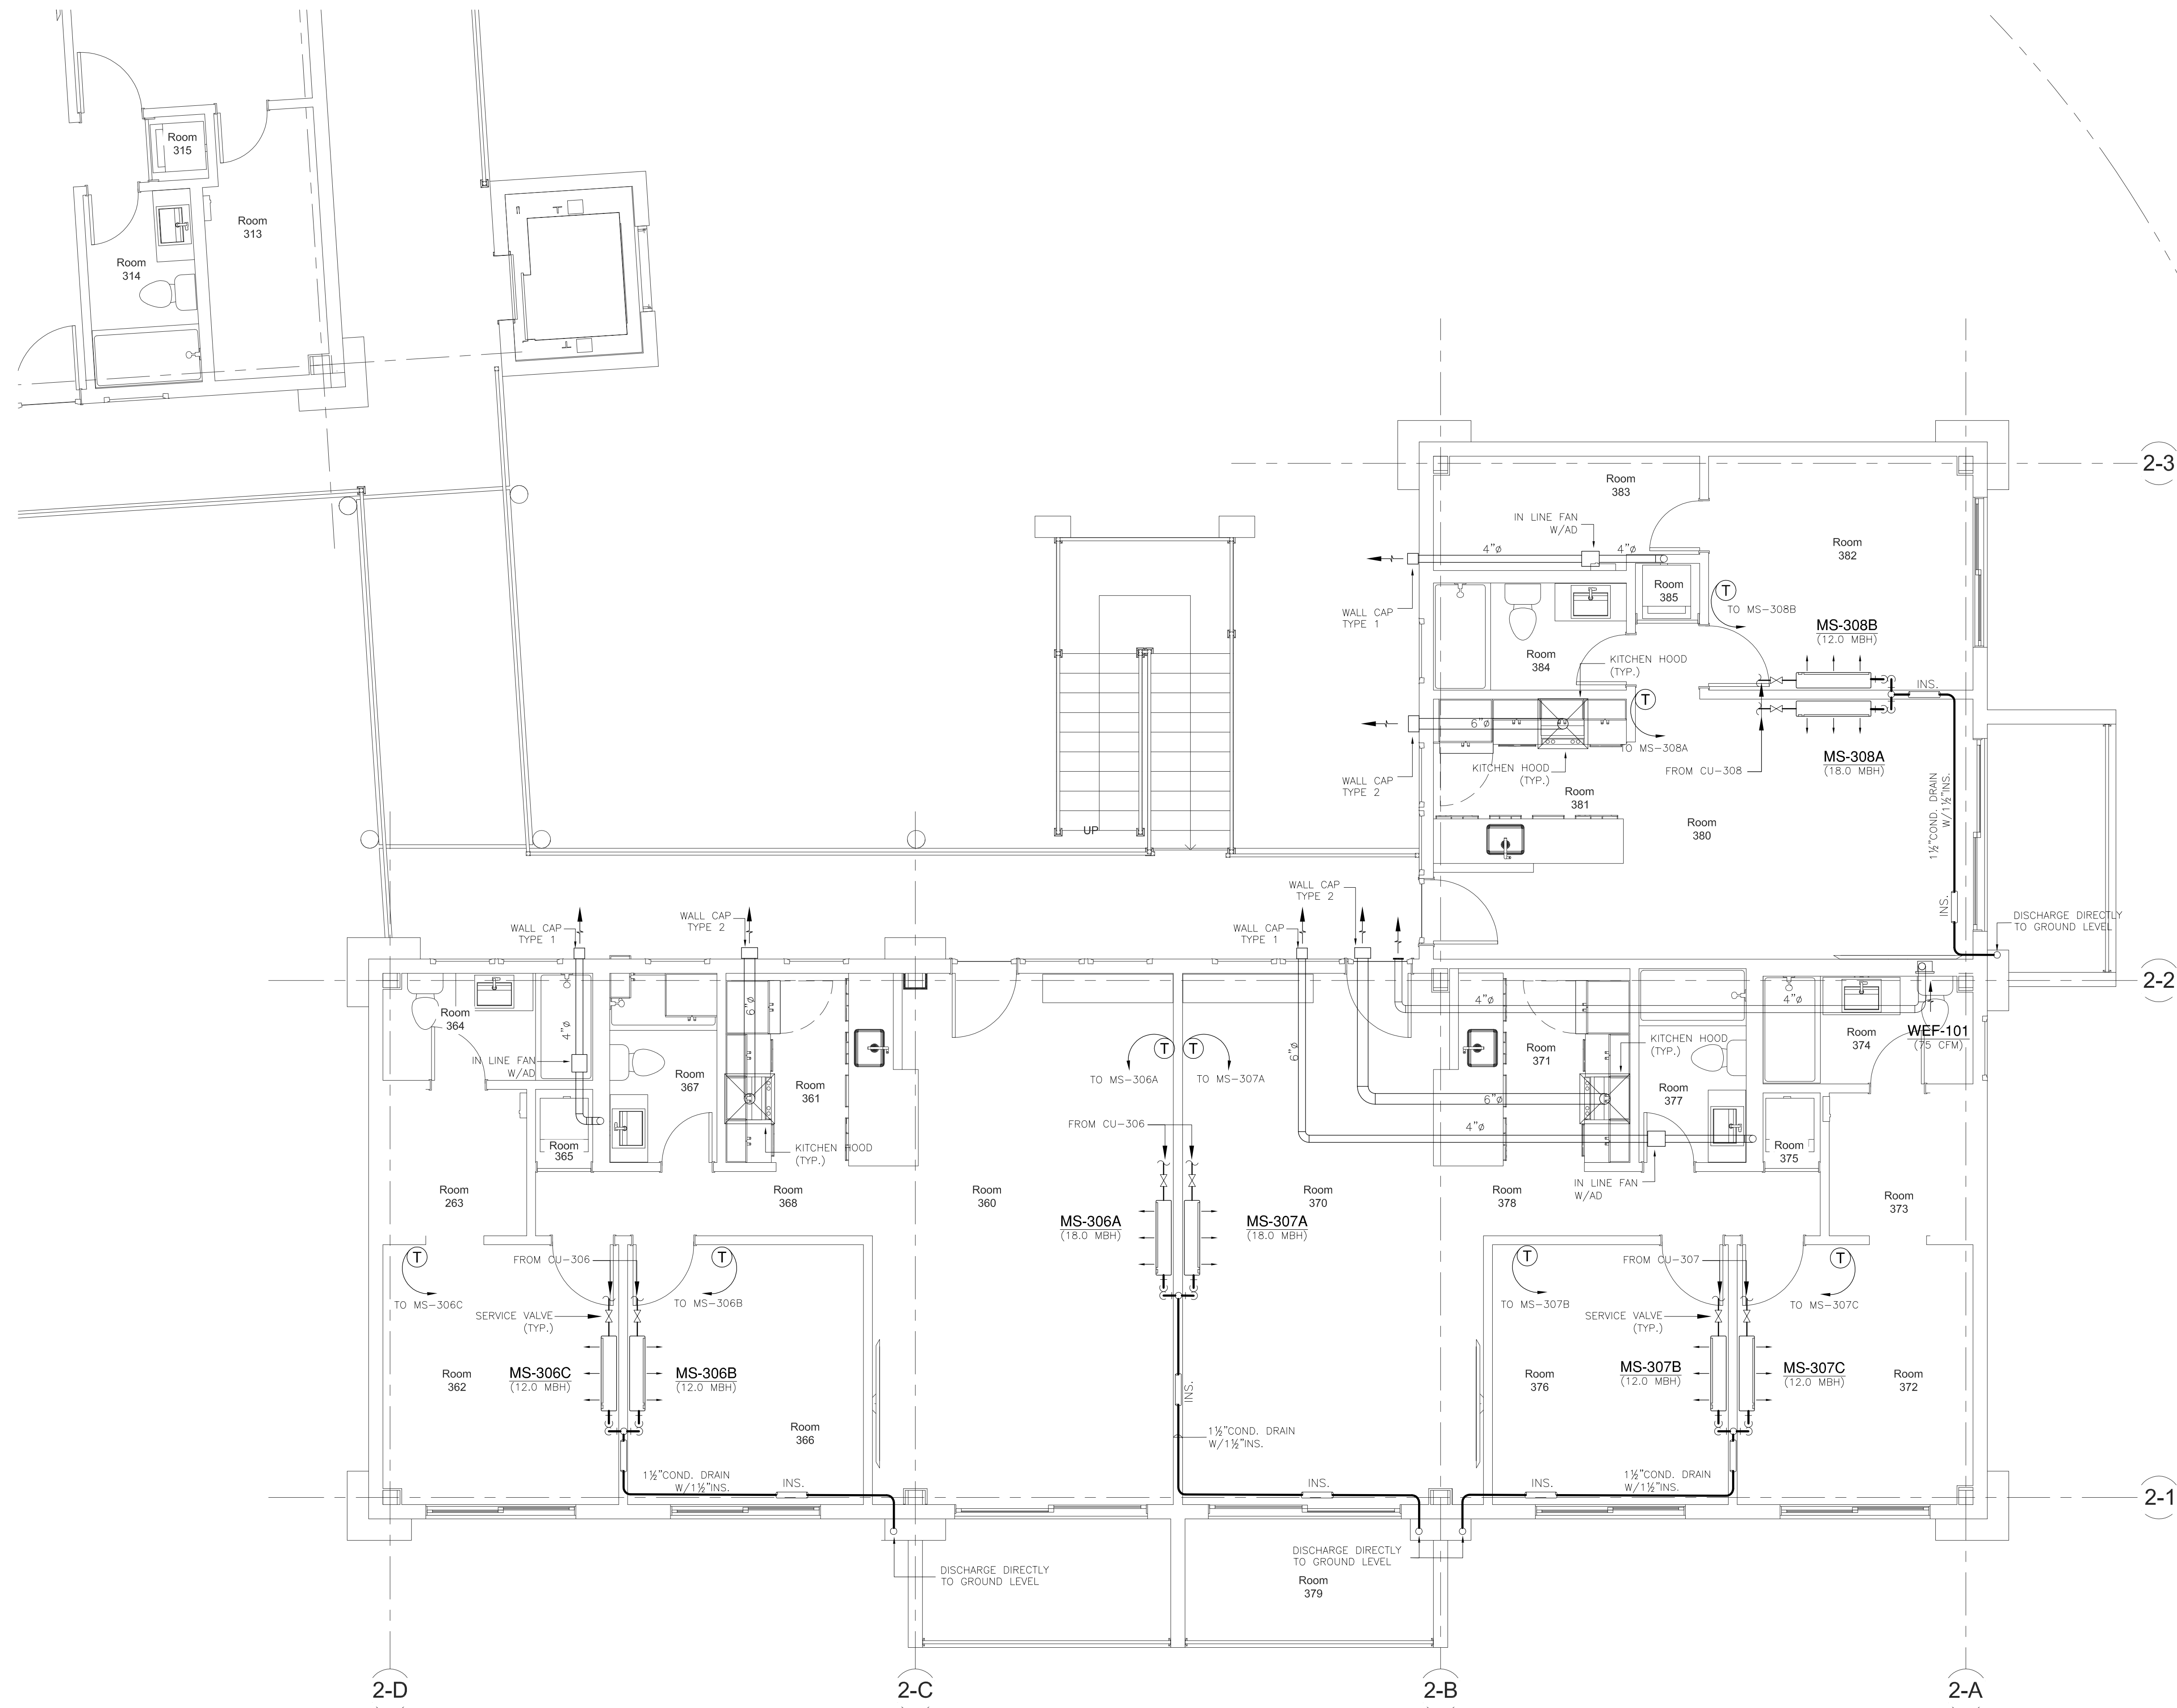 Room
315
Room
313
Room
314
2-3
Room
383
IN LINE FAN
W/AD
4"ø
4"ø
Room
382
Room
385
WALL CAP
TYPE 1
T
TO MS-308B
MS-308B
(12.0 MBH)
Room
384
KITCHEN HOOD
(TYP.)
INS.
T
6"ø
TO MS-308A
MS-308A
(18.0 MBH)
KITCHEN HOOD
(TYP.)
FROM CU-308
WALL CAP
TYPE 2
Room
381
Room
380
1½"COND. DRAIN
W/1½"INS.
UP
INS.
DISCHARGE DIRECTLY
TO GROUND LEVEL
WALL CAP
TYPE 1
WALL CAP
TYPE 2
WALL CAP
TYPE 2
WALL CAP
TYPE 1
2-2
Room
364
4"ø
6"ø
4"ø
4"ø
IN LINE FAN
W/AD
Room
367
Room
361
T
TO MS-306A
T
TO MS-307A
6"ø
Room
371
KITCHEN HOOD
(TYP.)
Room
374
WEF-101
(75 CFM)
Room
377
6"ø
4"ø
FROM CU-306
Room
365
KITCHEN HOOD
(TYP.)
Room
375
IN LINE FAN
W/AD
Room
263
Room
368
Room
360
Room
370
Room
378
Room
373
MS-306A
(18.0 MBH)
MS-307A
(18.0 MBH)
T
TO MS-306C
FROM CU-306
T
TO MS-306B
SERVICE VALVE
(TYP.)
T
TO MS-307B
FROM CU-307
T
TO MS-307C
SERVICE VALVE
(TYP.)
Room
362
MS-306C
(12.0 MBH)
MS-306B
(12.0 MBH)
INS.
Room
376
MS-307B
(12.0 MBH)
MS-307C
(12.0 MBH)
Room
372
Room
366
1½"COND. DRAIN
W/1½"INS.
1½"COND. DRAIN
W/1½"INS.
INS.
INS.
INS.
1½"COND. DRAIN
W/1½"INS.
2-1
DISCHARGE DIRECTLY
TO GROUND LEVEL
DISCHARGE DIRECTLY
TO GROUND LEVEL
Room
379
2-D
2-C
2-B
2-A